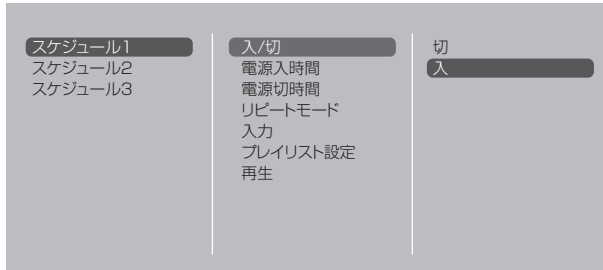 スケジュール1
スケジュール2
スケジュール3
入/切
電源入時間
電源切時間
リピートモード
入力
プレイリスト設定
再生
切
入